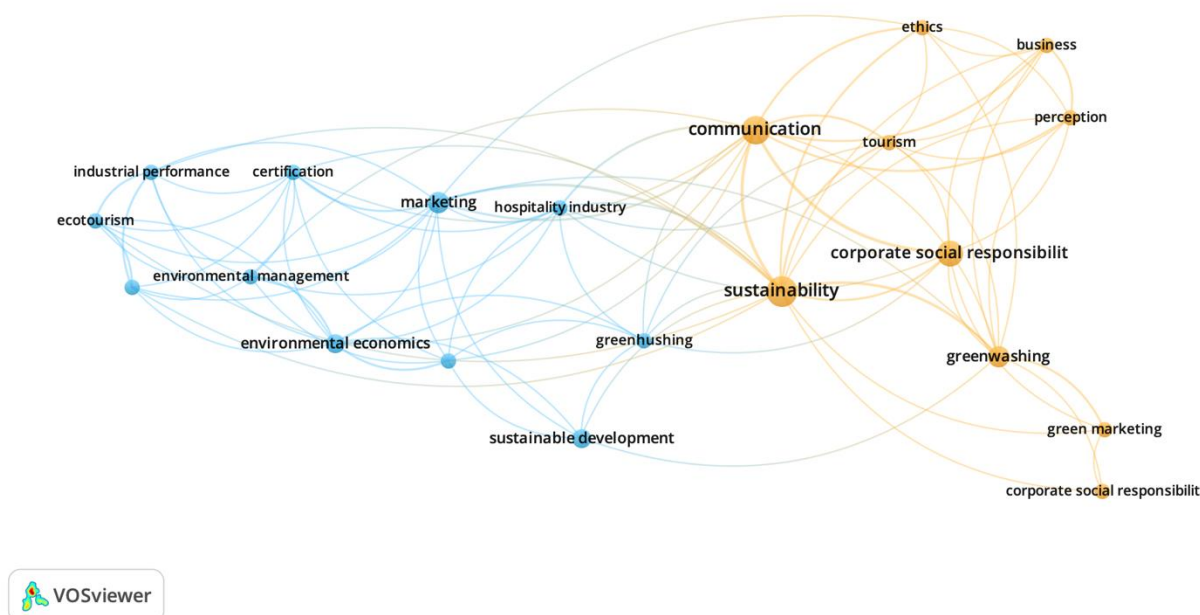 ethics
business
perception
communication
tourism
industrial performance
certification
marketing
hospitality industry
ecotourism
corporate social responsibilit
environmental management
sustainability
environmental economics
greenhushing
greenwashing
green marketing
sustainable development
corporate social responsibilit
VOSviewer